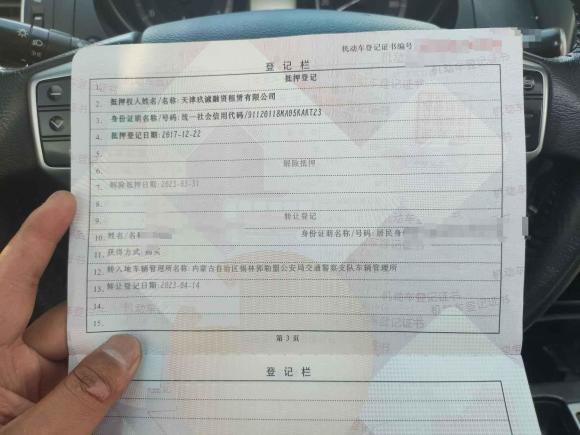 机动车登记证书编号
登记栏
1. 抵押登记
2. 抵押权人姓名/名称:天津玖诚融资租赁有限公司
3. 身份证明名称/号码:统一社会信用代码/91120118MA05KAKT23
4. 抵押登记日期:2017-12-22
5.
6. 解除抵押
7. 解除抵押日期:2023-03-31
8.
9. 转让登记
10. 姓名/名 身份证明名称/号码:居民身
11. 获得方式:购买
12. 转入地车辆管理所名称:内蒙古自治区锡林郭勒盟公安局交通警察支队车辆管理所
13. 转让登记日期:2023-04-14
14.
15.
第3页
登记栏